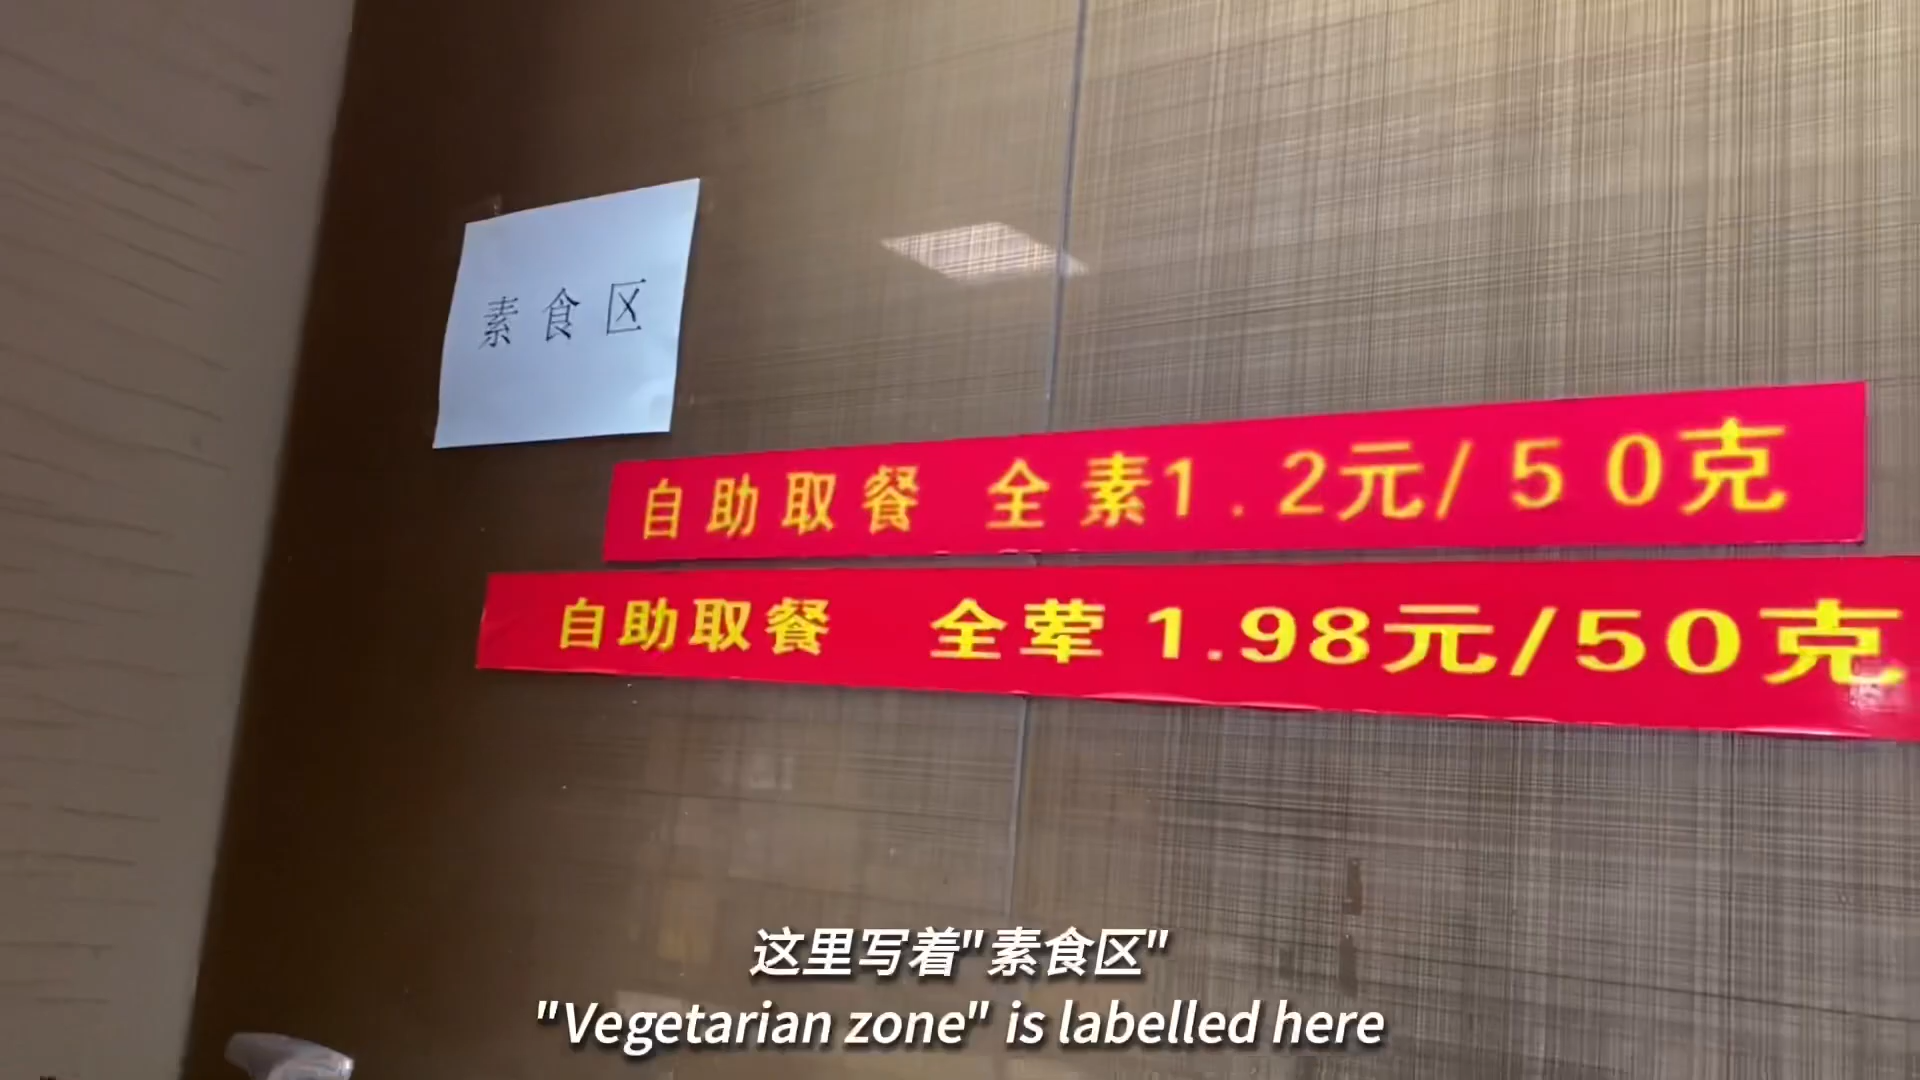 素食区
自助取餐 全素1.2元/50克
自助取餐 全荤 1.98元/50克
这里写着"素食区"
"Vegetarian zone" is labelled here